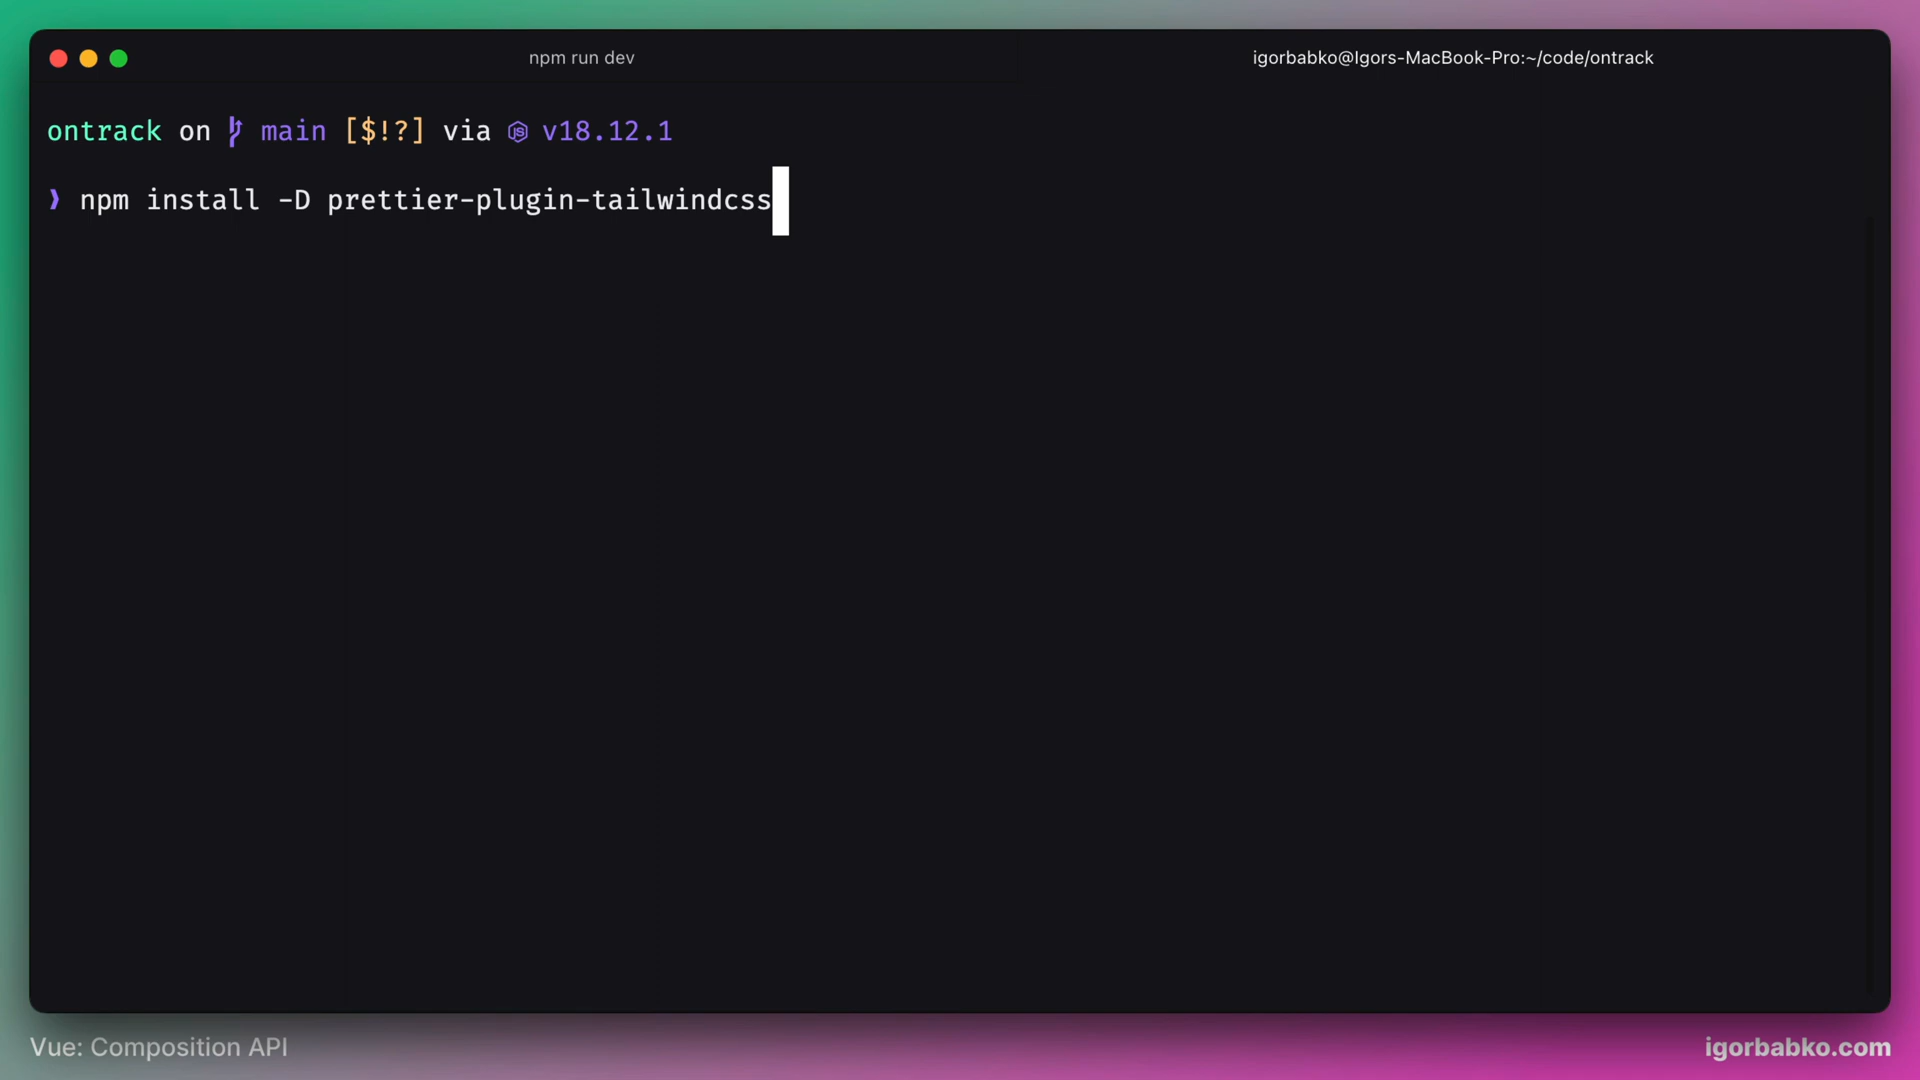 npm run dev
igorbabko@Igors-MacBook-Pro:~/code/ontrack
ontrack on main [$!?] via v18.12.1
❯ npm install -D prettier-plugin-tailwindcss
Vue: Composition API
igorbabko.com